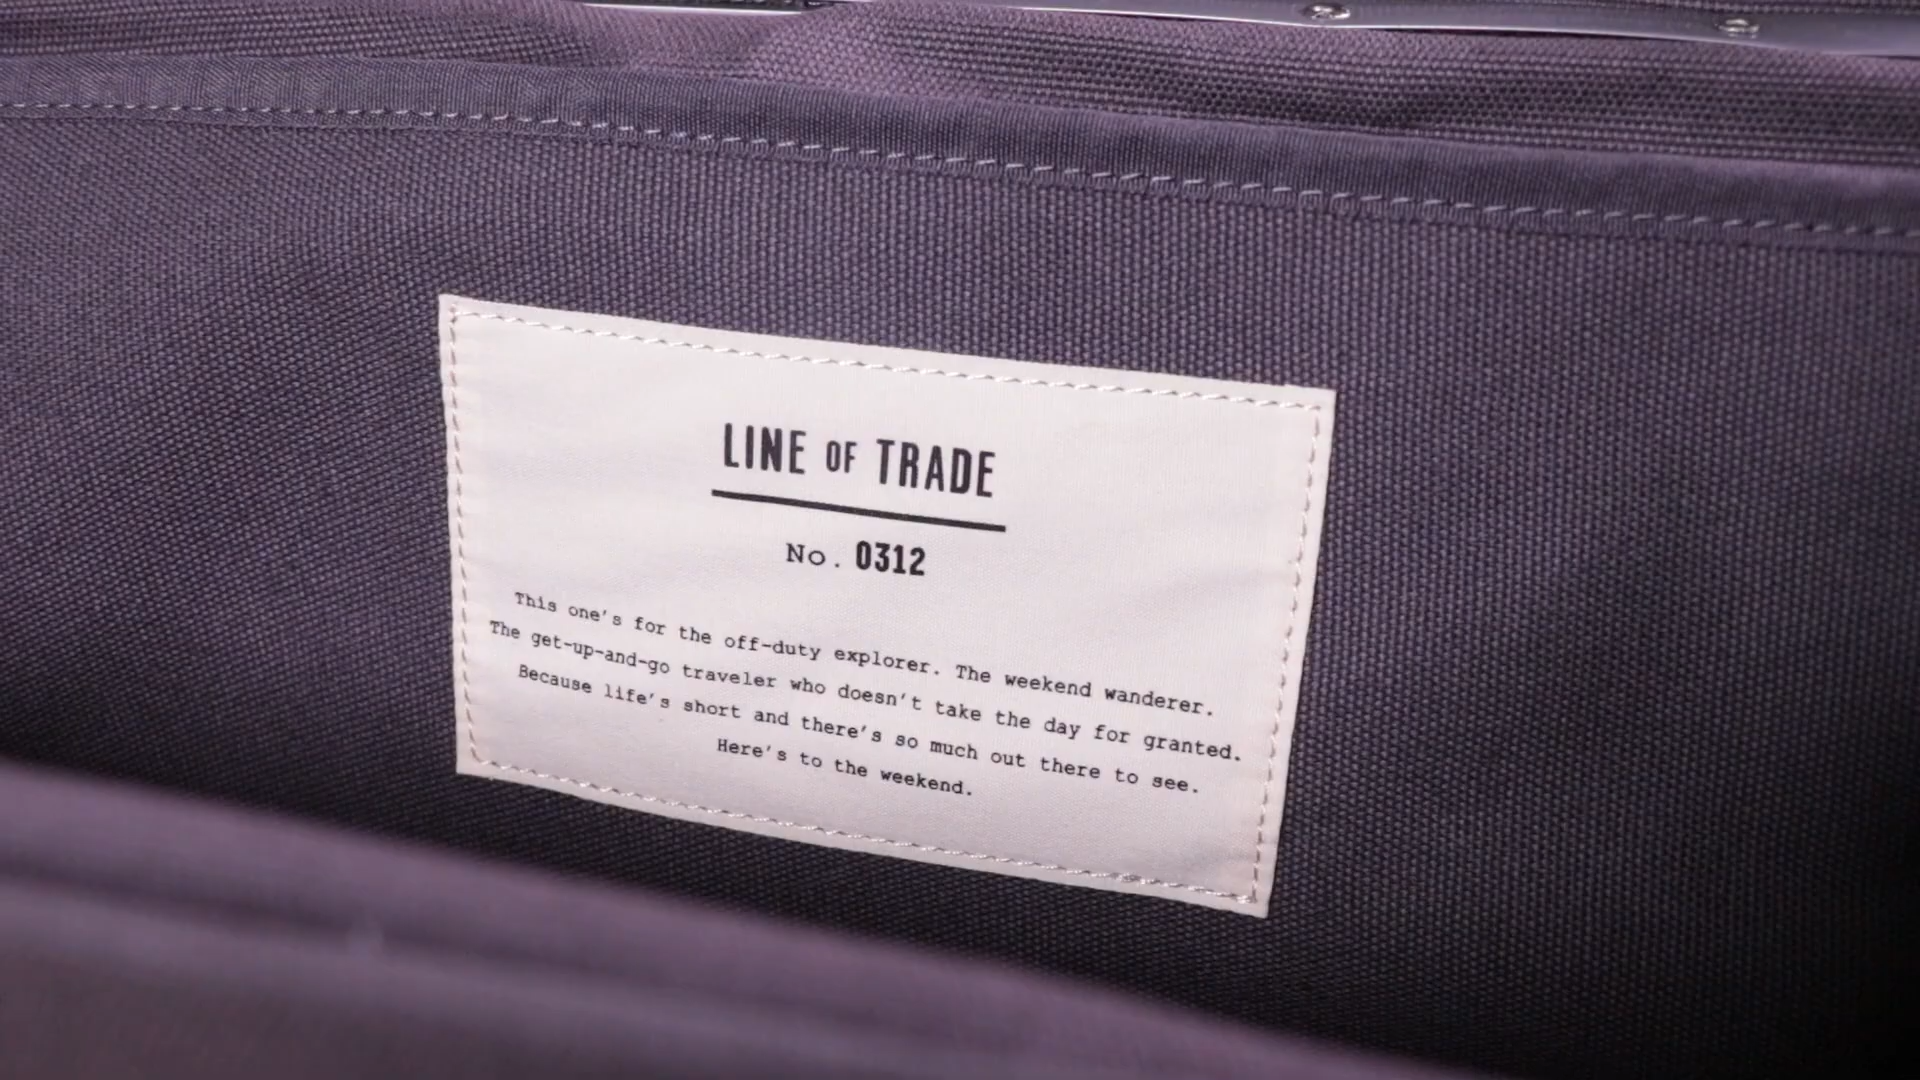 LINE OF TRADE
No. 0312
This one's for the off-duty explorer. The weekend wanderer.
The get-up-and-go traveler who doesn't take the day for granted.
Because life's short and there's so much out there to see.
Here's to the weekend.